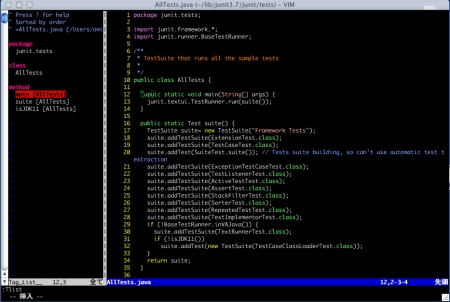 AllTests.java (~/lib/junit3.7/junit/tests) - VIM
" Press ? for help
" Sorted by order
" =AllTests.java
package
junit.tests
class
AllTests
method
main [AllTests]
suite [AllTests]
isJDK11 [AllTests]
Tag_List__ 12,3 全て
1 package junit.tests;
2
3 import junit.framework.*;
4 import junit.runner.BaseTestRunner;
5
6 /**
7 * TestSuite that runs all the sample tests
8 *
9 */
10 public class AllTests {
11
12 public static void main(String[] args) {
13 junit.textui.TestRunner.run(suite());
14 }
15
16 public static Test suite() {
17 TestSuite suite= new TestSuite("Framework Tests");
18 suite.addTestSuite(ExtensionTest.class);
19 suite.addTestSuite(TestCaseTest.class);
20 suite.addTest(SuiteTest.suite()); // Tests suite building, so can't use automatic test extraction
21 suite.addTestSuite(ExceptionTestCaseTest.class);
22 suite.addTestSuite(TestListenerTest.class);
23 suite.addTestSuite(ActiveTestTest.class);
24 suite.addTestSuite(AssertTest.class);
25 suite.addTestSuite(StackFilterTest.class);
26 suite.addTestSuite(SorterTest.class);
27 suite.addTestSuite(RepeatedTestTest.class);
28 suite.addTestSuite(TestImplementorTest.class);
29 if (!BaseTestRunner.inVAJava()) {
30 suite.addTestSuite(TextRunnerTest.class);
31 if (!isJDK11())
32 suite.addTest(new TestSuite(TestCaseClassLoaderTest.class));
33 }
34 return suite;
35 }
36
AllTests.java 12,2-3-4 先頭
:Tlist
-- 挿入 --